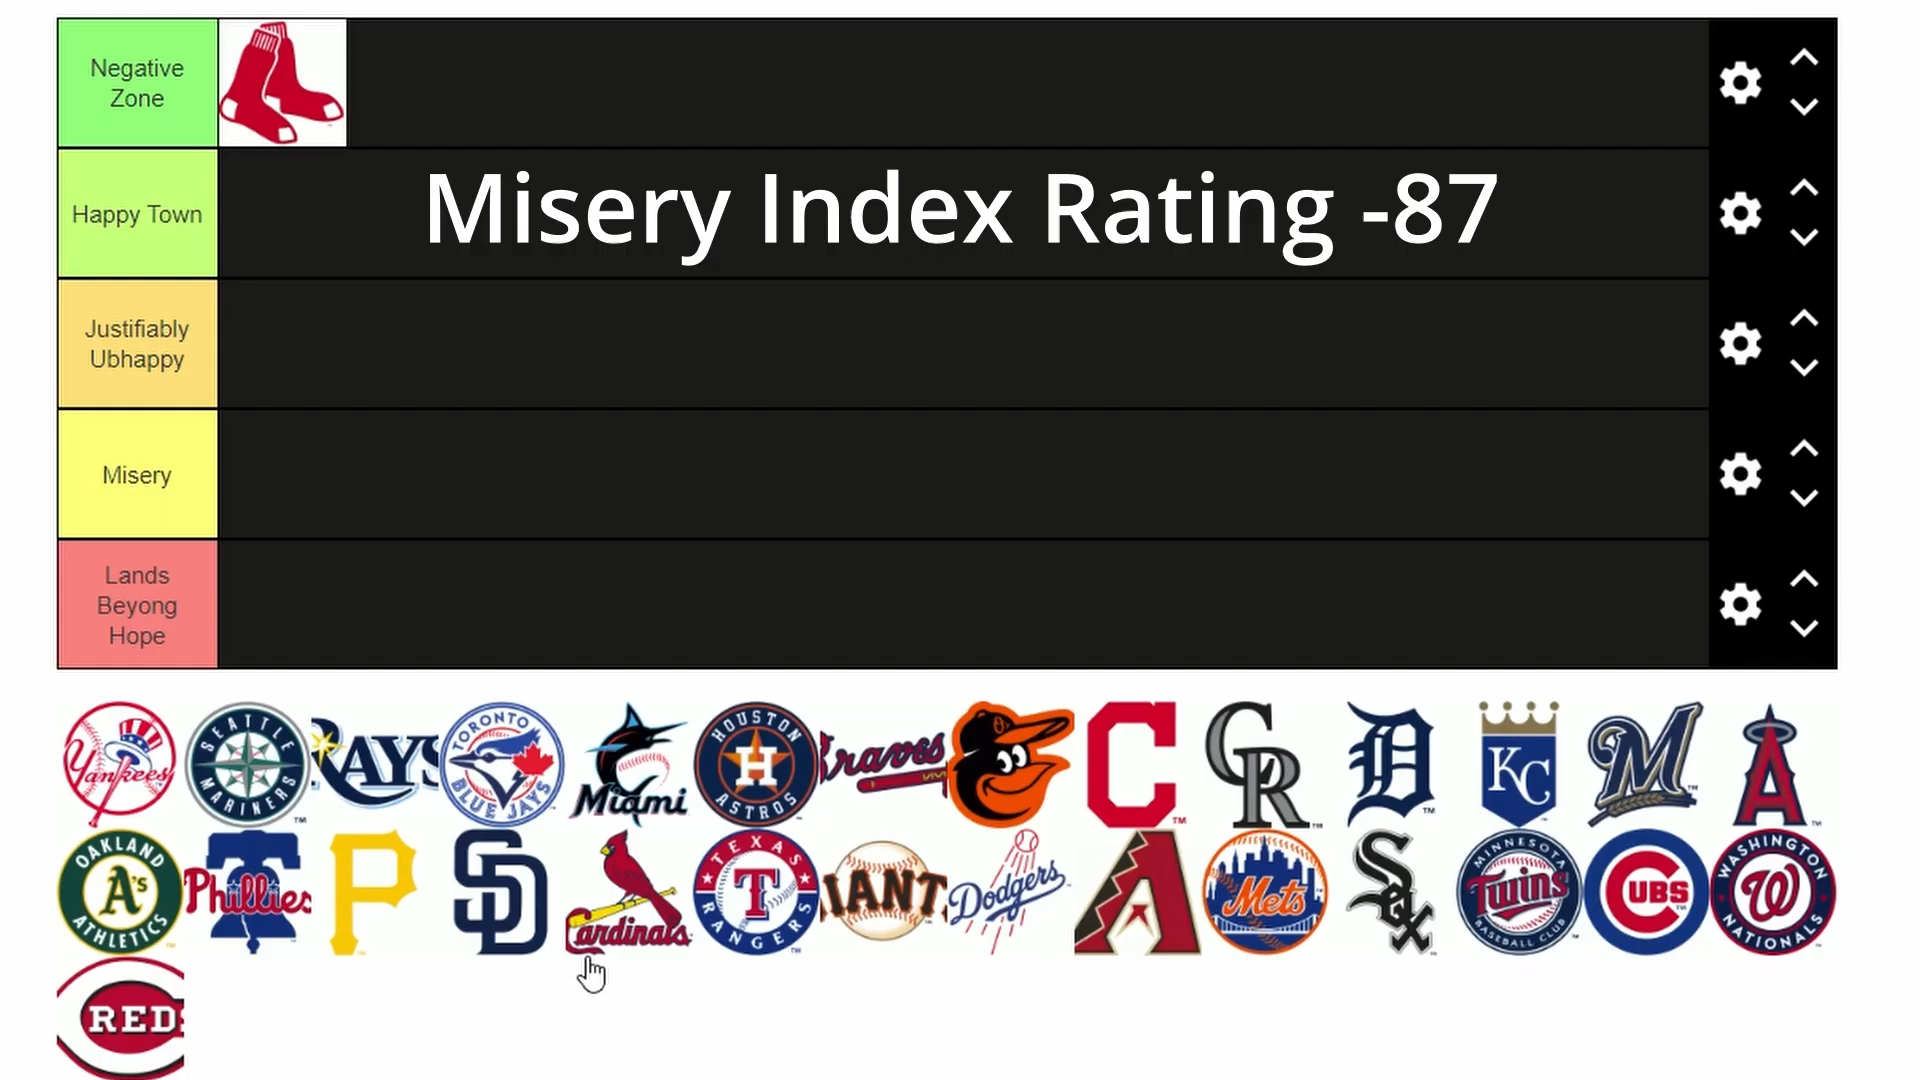 Negative
Zone
Happy Town
Misery Index Rating -87
Justifiably
Ubhappy
Misery
Lands
Beyong
Hope
Yankees
SEATTLE
MARINERS
RAYS
TORONTO
BLUE JAYS
Miami
HOUSTON
H
ASTROS
Braves
C
CR
D
KC
M
A
OAKLAND
A's
ATHLETICS
Phillies
P
SD
Cardinals
TEXAS
T
RANGERS
IANT
Dodgers
A
Mets
Sox
MINNESOTA
Twins
BASEBALL CLUB
CUBS
WASHINGTON
W
NATIONALS
REDS